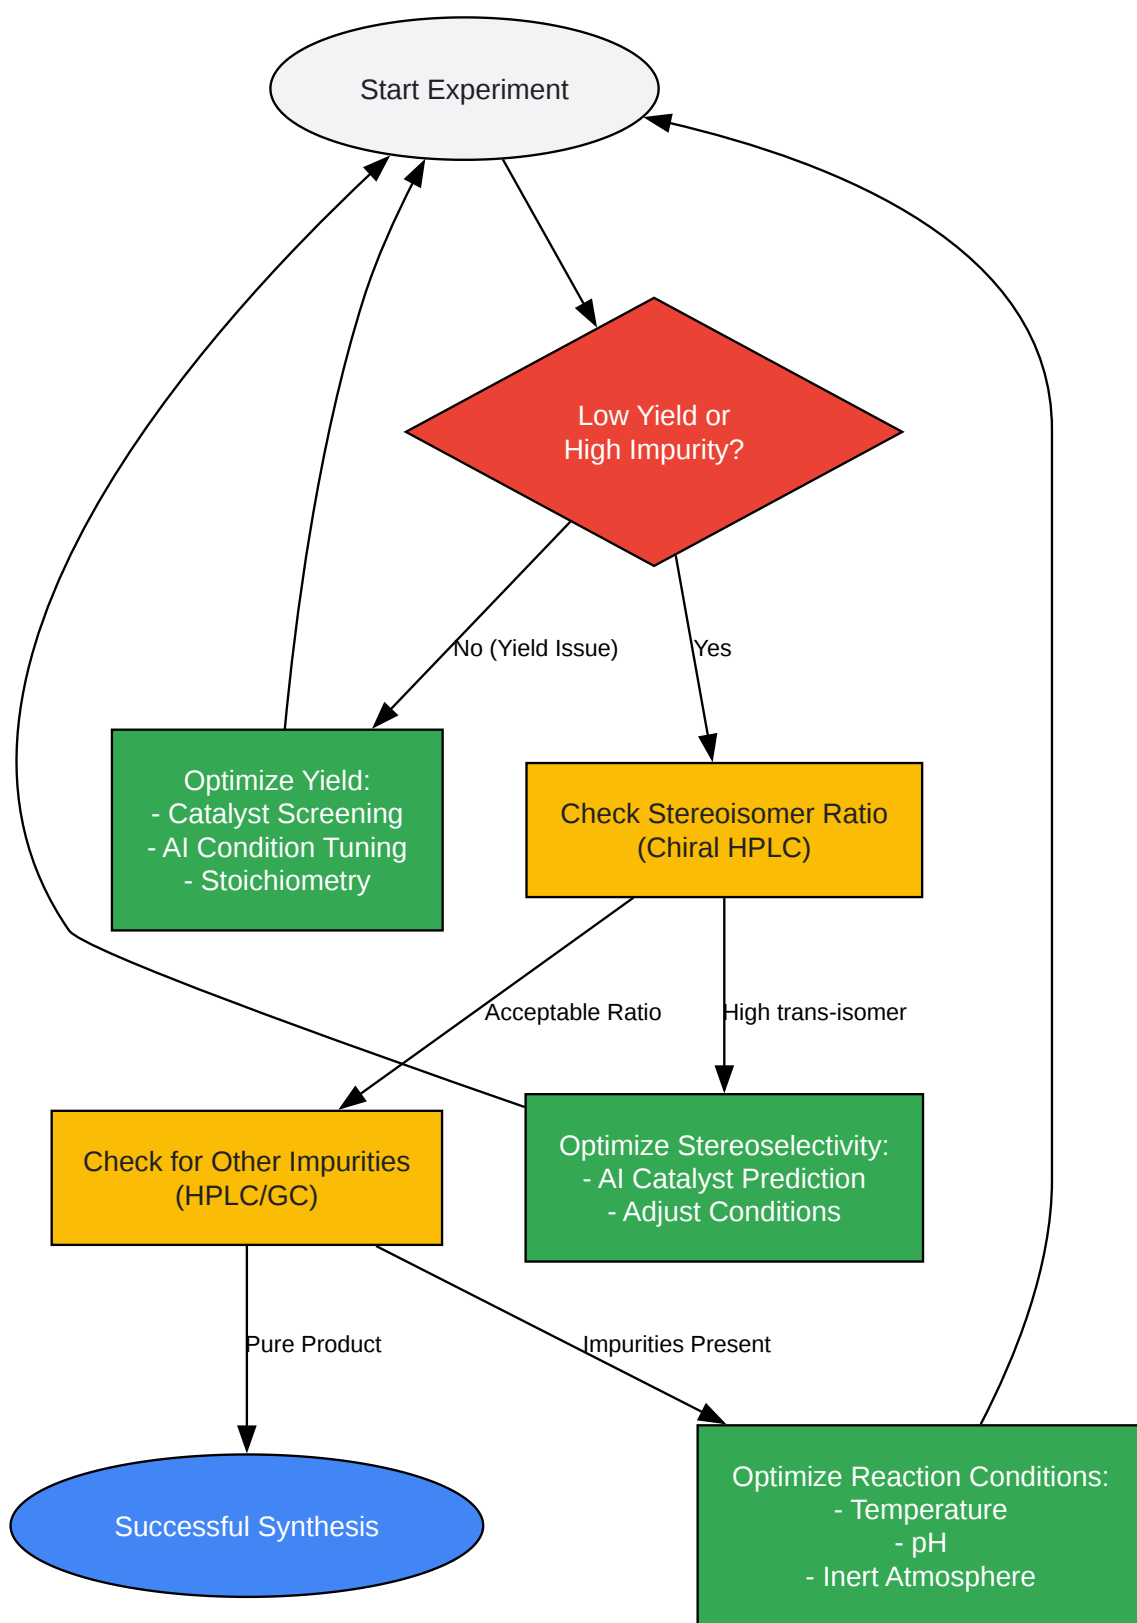 Start Experiment
Low Yield or
High Impurity?
No (Yield Issue)
Yes
Optimize Yield:
- Catalyst Screening
- AI Condition Tuning
- Stoichiometry
Check Stereoisomer Ratio
(Chiral HPLC)
Acceptable Ratio
High trans-isomer
Check for Other Impurities
(HPLC/GC)
Optimize Stereoselectivity:
- AI Catalyst Prediction
- Adjust Conditions
Pure Product
Impurities Present
Successful Synthesis
Optimize Reaction Conditions:
- Temperature
- pH
- Inert Atmosphere